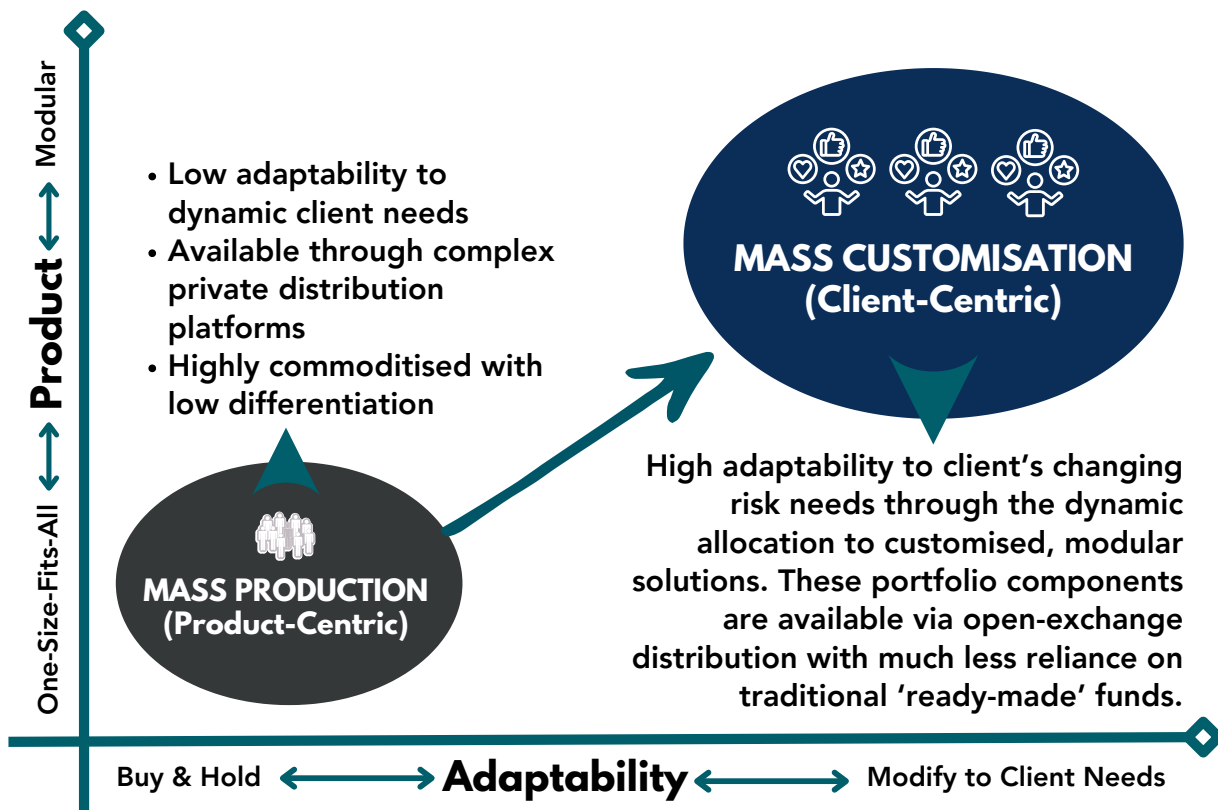 Modular
Product
One-Size-Fits-All
• Low adaptability to
dynamic client needs
• Available through complex
private distribution
platforms
• Highly commoditised with
low differentiation
MASS PRODUCTION
(Product-Centric)
MASS CUSTOMISATION
(Client-Centric)
High adaptability to client’s changing
risk needs through the dynamic
allocation to customised, modular
solutions. These portfolio components
are available via open-exchange
distribution with much less reliance on
traditional ‘ready-made’ funds.
Buy & Hold
Adaptability
Modify to Client Needs